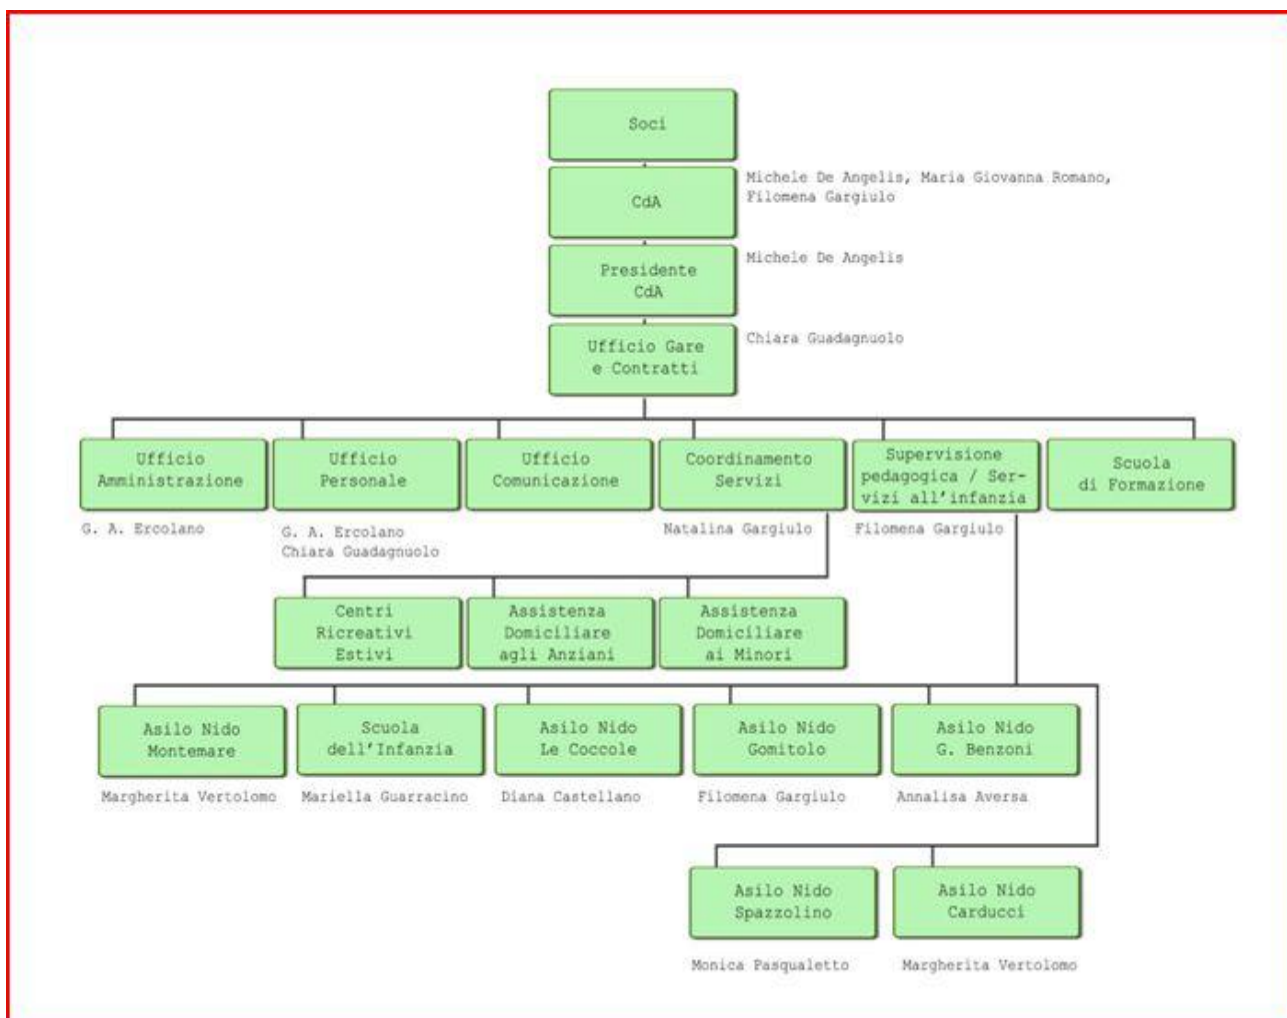 Soci
CdA
Michele De Angelis, Maria Giovanna Romano,
Filomena Gargiulo
Presidente
CdA
Michele De Angelis
Ufficio Gare
e Contratti
Chiara Guadagnuolo
Ufficio
Amministrazione
G. A. Ercolano
Ufficio
Personale
G. A. Ercolano
Chiara Guadagnuolo
Ufficio
Comunicazione
Coordinamento
Servizi
Natalina Gargiulo
Supervisione
pedagogica / Ser-
vizi all'infanzia
Filomena Gargiulo
Scuola
di Formazione
Centri
Ricreativi
Estivi
Assistenza
Domiciliare
agli Anziani
Assistenza
Domiciliare
ai Minori
Asilo Nido
Montemare
Margherita Vertolomo
Scuola
dell'Infanzia
Mariella Guarracino
Asilo Nido
Le Coccole
Diana Castellano
Asilo Nido
Gomitolo
Filomena Gargiulo
Asilo Nido
G. Benzoni
Annalisa Aversa
Asilo Nido
Spazzolino
Monica Pasqualetto
Asilo Nido
Carducci
Margherita Vertolomo